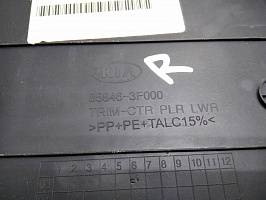 KIA
R
85846-3F000
TRIM-CTR PLR LWR
>PP+PE+TALC15%<
1 2 3 4 5 6 7 8 9 10 11 12